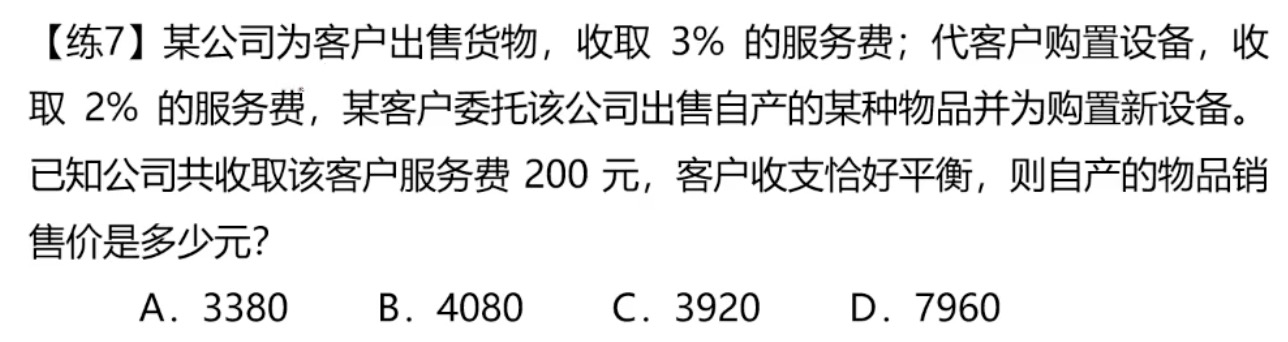 【练7】某公司为客户出售货物，收取 3% 的服务费；代客户购置设备，收
取 2% 的服务费，某客户委托该公司出售自产的某种物品并为购置新设备。
已知公司共收取该客户服务费 200 元，客户收支恰好平衡，则自产的物品销
售价是多少元？
A. 3380 B. 4080 C. 3920 D. 7960